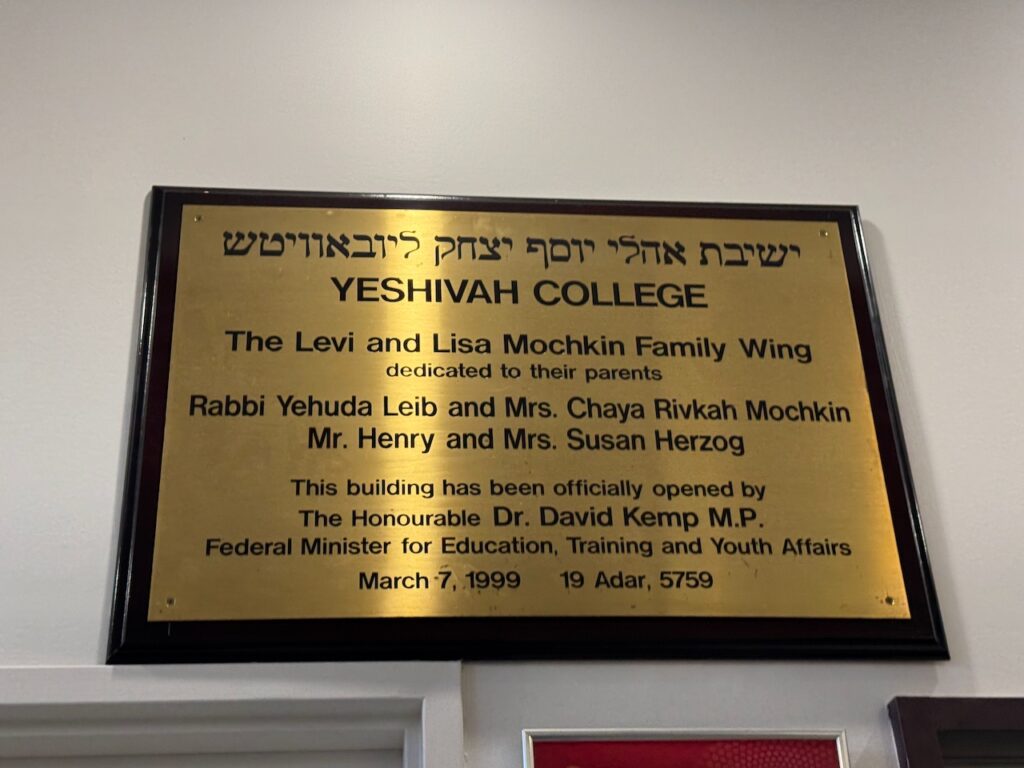 ישיבת אהלי יוסף יצחק ליובאוויטש
YESHIVAH COLLEGE
The Levi and Lisa Mochkin Family Wing
dedicated to their parents
Rabbi Yehuda Leib and Mrs. Chaya Rivkah Mochkin
Mr. Henry and Mrs. Susan Herzog
This building has been officially opened by
The Honourable Dr. David Kemp M.P.
Federal Minister for Education, Training and Youth Affairs
March 7, 1999 19 Adar, 5759